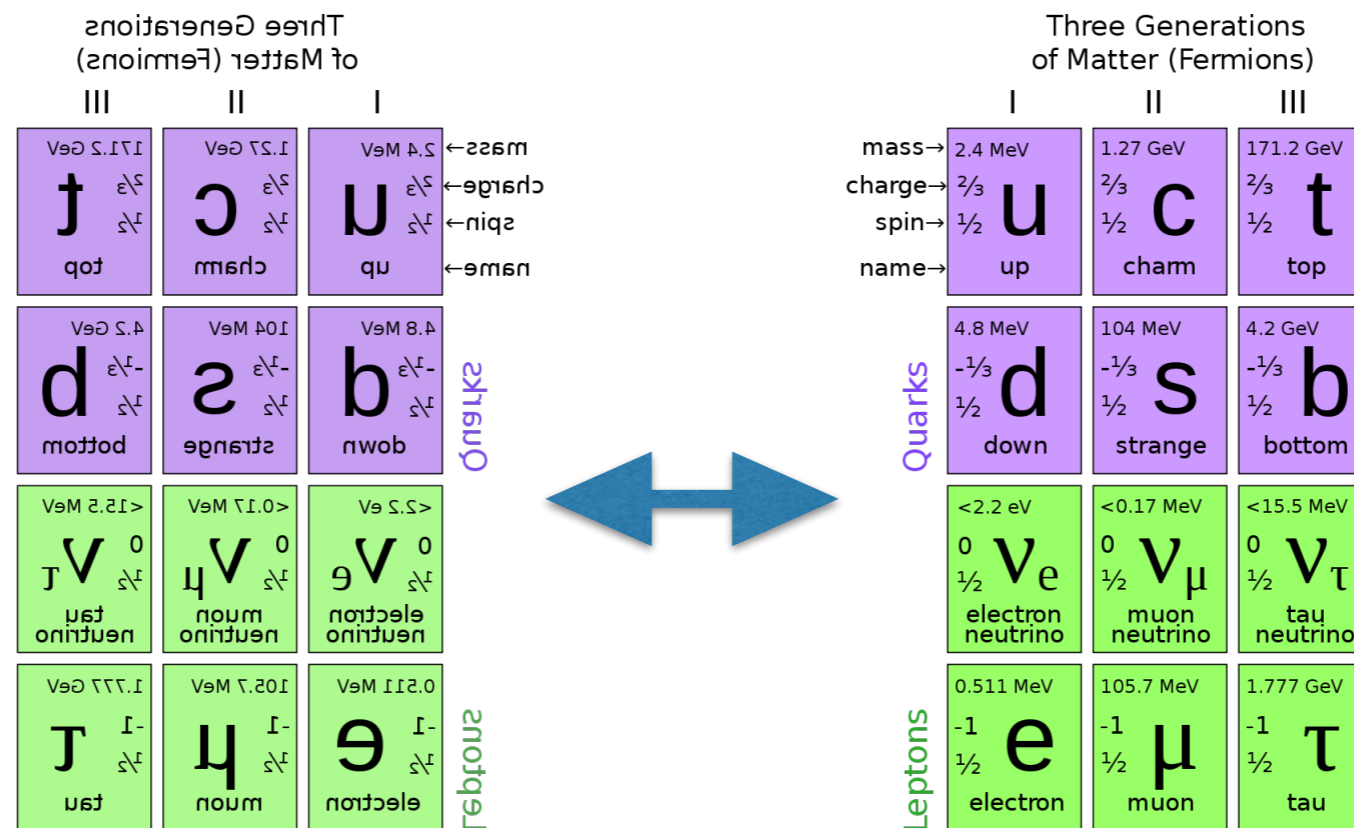 Three Generations
of Matter (Fermions)
III II I
171.2 GeV
⅔
t
½
top
1.27 GeV
⅔
c
½
charm
2.4 MeV
⅔
u
½
up
←mass
←charge
←spin
←name
4.2 GeV
-⅓
b
½
bottom
104 MeV
-⅓
s
½
strange
4.8 MeV
-⅓
d
½
down
Quarks
<15.5 MeV
0
ντ
½
tau
neutrino
<0.17 MeV
0
νμ
½
muon
neutrino
<2.2 eV
0
νe
½
electron
neutrino
1.777 GeV
-1
τ
½
tau
105.7 MeV
-1
μ
½
muon
0.511 MeV
-1
e
½
electron
Leptons
Three Generations
of Matter (Fermions)
I II III
mass→
charge→
spin→
name→
2.4 MeV
⅔
u
½
up
1.27 GeV
⅔
c
½
charm
171.2 GeV
⅔
t
½
top
Quarks
4.8 MeV
-⅓
d
½
down
104 MeV
-⅓
s
½
strange
4.2 GeV
-⅓
b
½
bottom
<2.2 eV
0
νe
½
electron
neutrino
<0.17 MeV
0
νμ
½
muon
neutrino
<15.5 MeV
0
ντ
½
tau
neutrino
Leptons
0.511 MeV
-1
e
½
electron
105.7 MeV
-1
μ
½
muon
1.777 GeV
-1
τ
½
tau